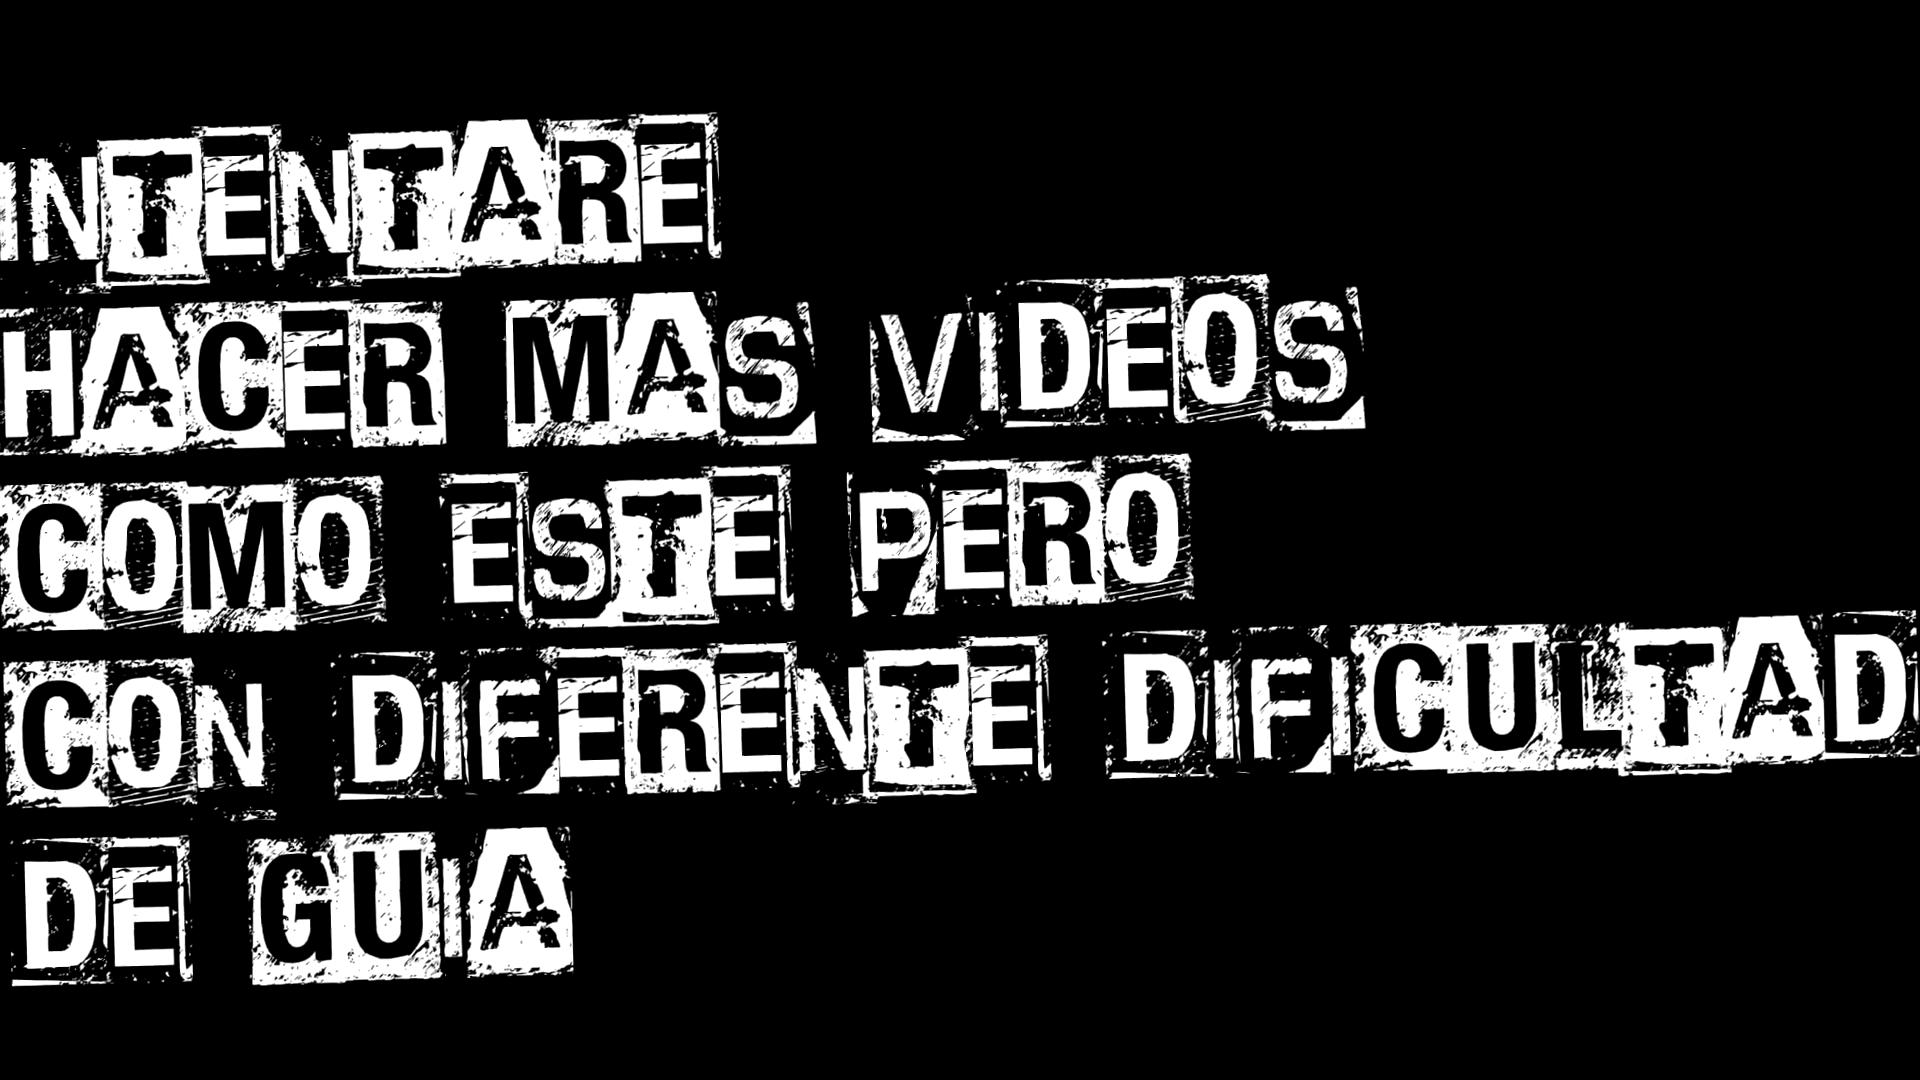 INTENTARE
HACER MAS VIDEOS
COMO ESTE PERO
CON DIFERENTE DIFICULTAD
DE GUIA